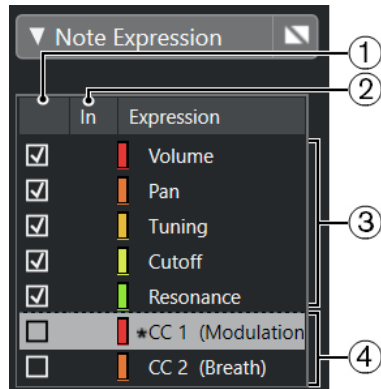 ▼ Note Expression
1
2
In Expression
Volume
Pan
Tuning
3
Cutoff
Resonance
*CC 1 (Modulation
4
CC 2 (Breath)